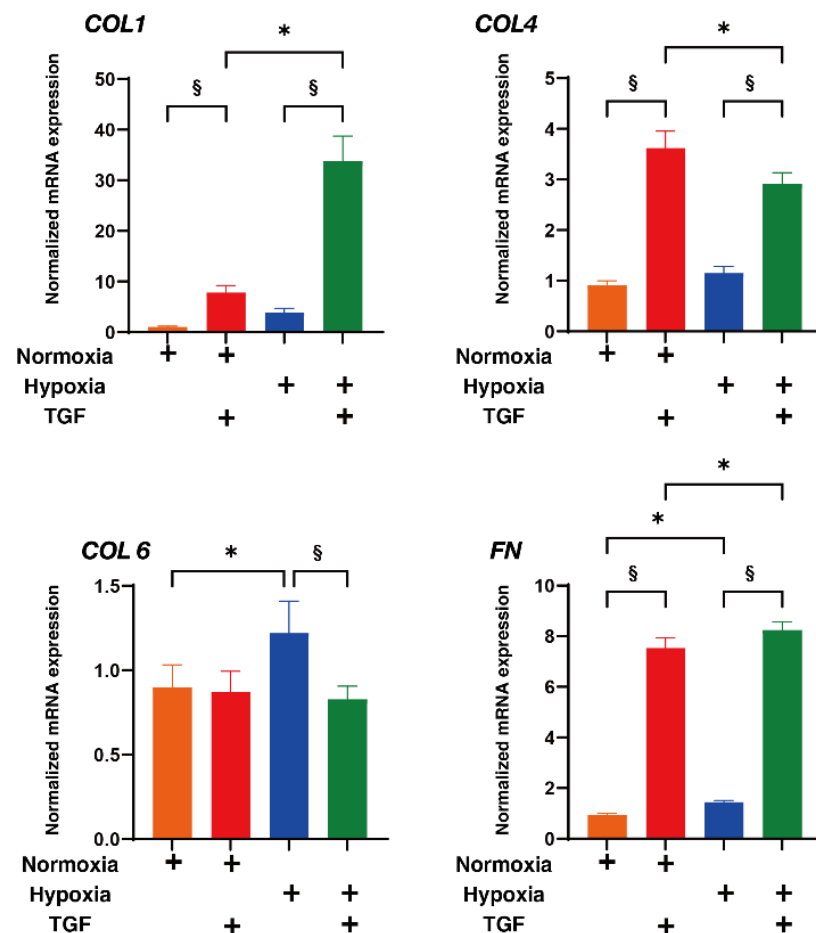 COL1
*
§ §
Normalized mRNA expression
50
40
30
20
10
0
Normoxia + +
Hypoxia + +
TGF + +
COL4
*
§ §
Normalized mRNA expression
5
4
3
2
1
0
Normoxia + +
Hypoxia + +
TGF + +
COL 6
* §
Normalized mRNA expression
1.5
1.0
0.5
0.0
Normoxia + +
Hypoxia + +
TGF + +
*
*
FN
§ §
Normalized mRNA expression
10
8
6
4
2
0
Normoxia + +
Hypoxia + +
TGF + +